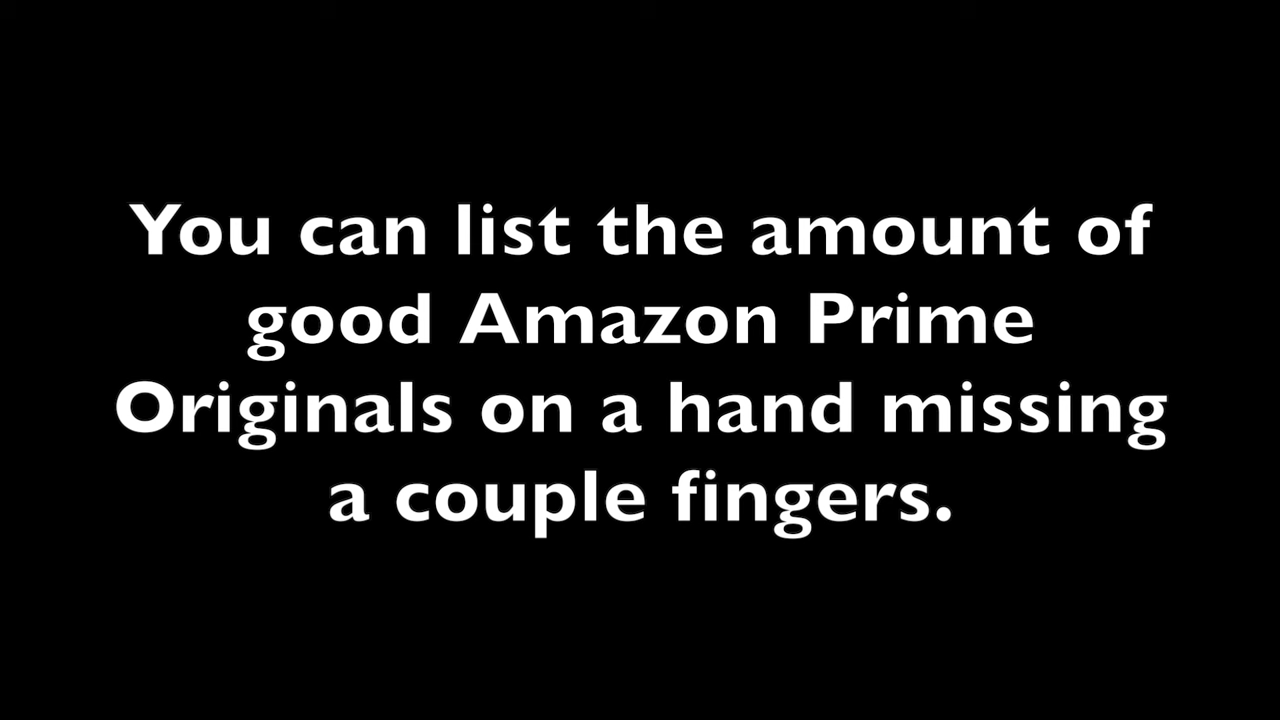 You can list the amount of
good Amazon Prime
Originals on a hand missing
a couple fingers.